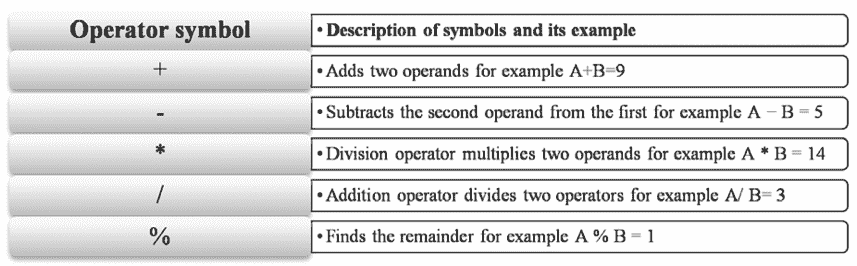 Operator symbol
• Description of symbols and its example
+
• Adds two operands for example A+B=9
-
• Subtracts the second operand from the first for example A − B = 5
*
• Division operator multiplies two operands for example A * B = 14
/
• Addition operator divides two operators for example A/ B= 3
%
• Finds the remainder for example A % B = 1